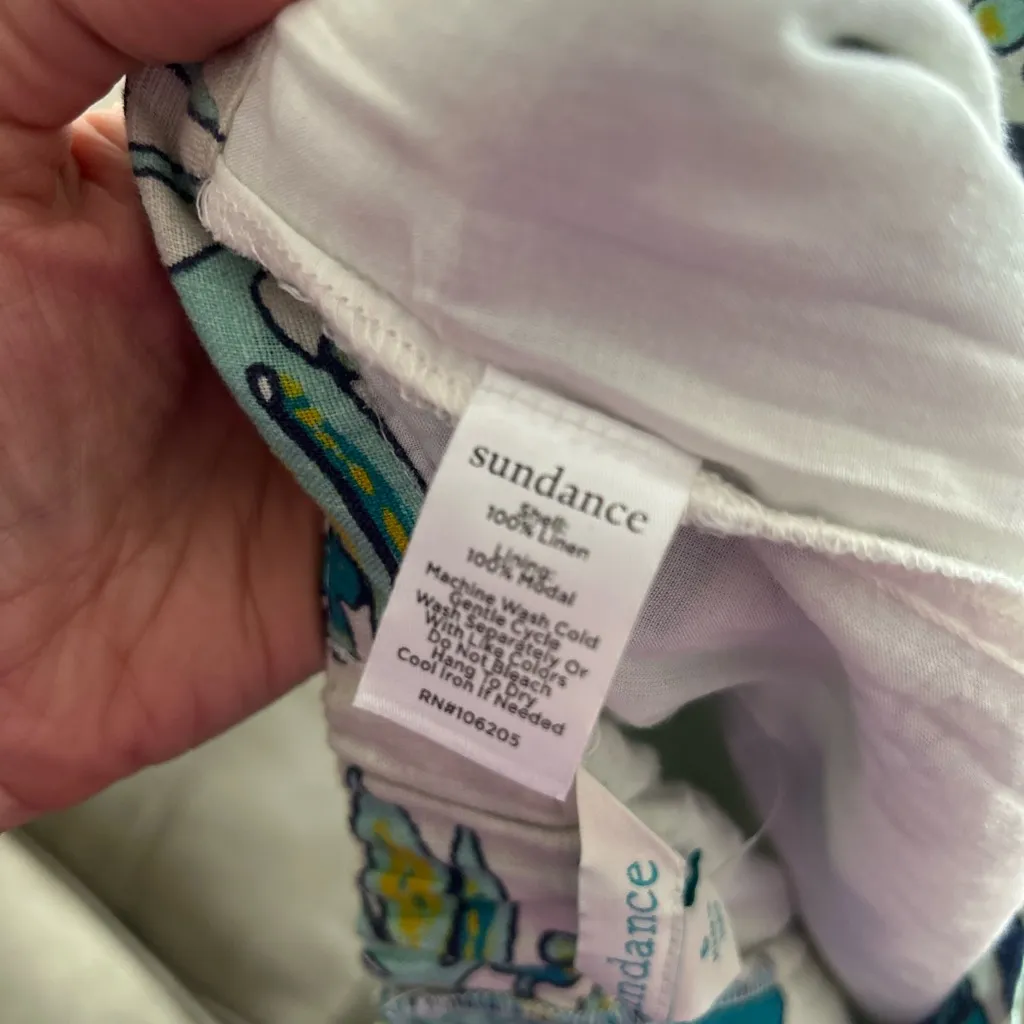 sundance
Shell:
100% Linen
Lining:
100% Modal
Machine Wash Cold
Gentle Cycle
Wash Separately Or
With Like Colors
Do Not Bleach
Hang To Dry
Cool Iron If Needed
RN#106205